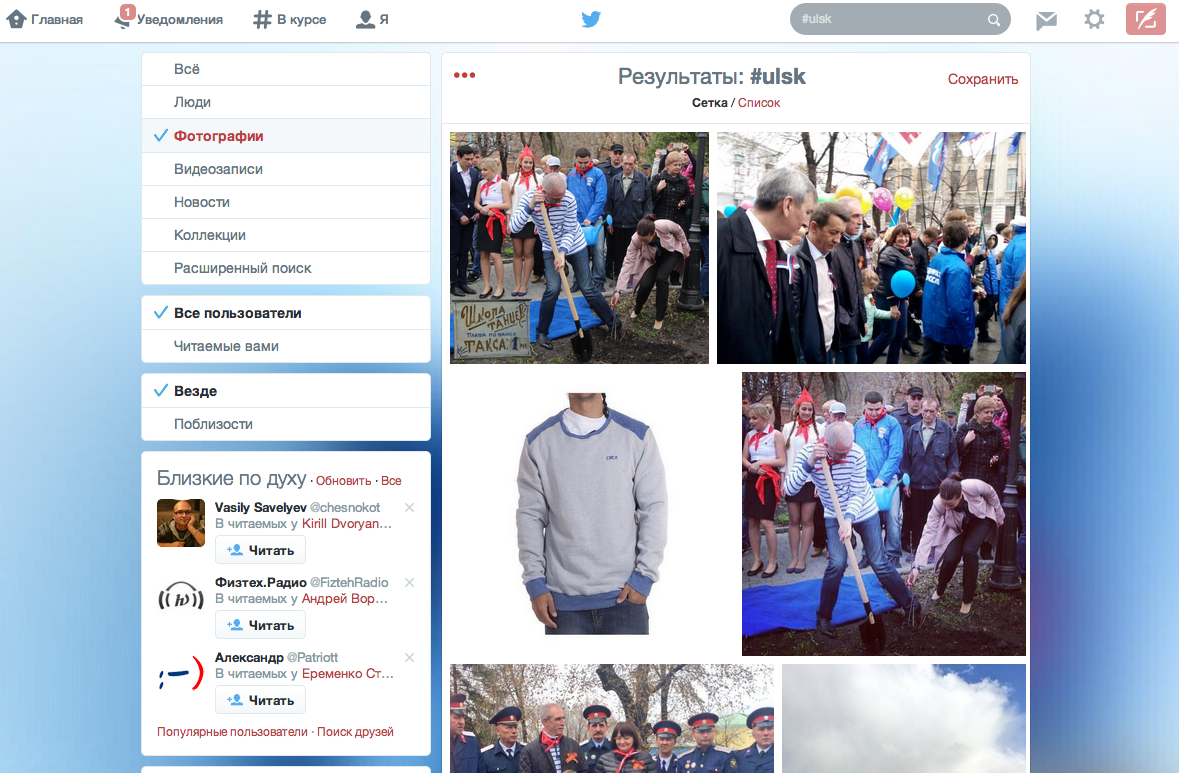 Главная
1
Уведомления
В курсе
Я
#ulsk
Всё
Люди
Фотографии
Видеозаписи
Новости
Коллекции
Расширенный поиск
Все пользователи
Читаемые вами
Везде
Поблизости
Близкие по духу · Обновить · Все
Vasily Savelyev @chesnokot
В читаемых у Kirill Dvoryan...
Читать
Физтех.Радио @FiztehRadio
В читаемых у Андрей Вор...
Читать
Александр @Patriott
В читаемых у Еременко Ст...
Читать
Популярные пользователи · Поиск друзей
Результаты: #ulsk
Сохранить
Сетка / Список
Школа
танцев
ТАКСА: 1